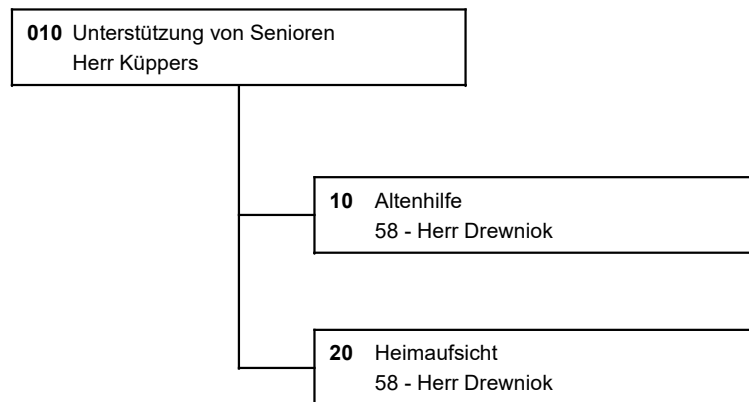 010 Unterstützung von Senioren
Herr Küppers
10 Altenhilfe
58 - Herr Drewniok
20 Heimaufsicht
58 - Herr Drewniok